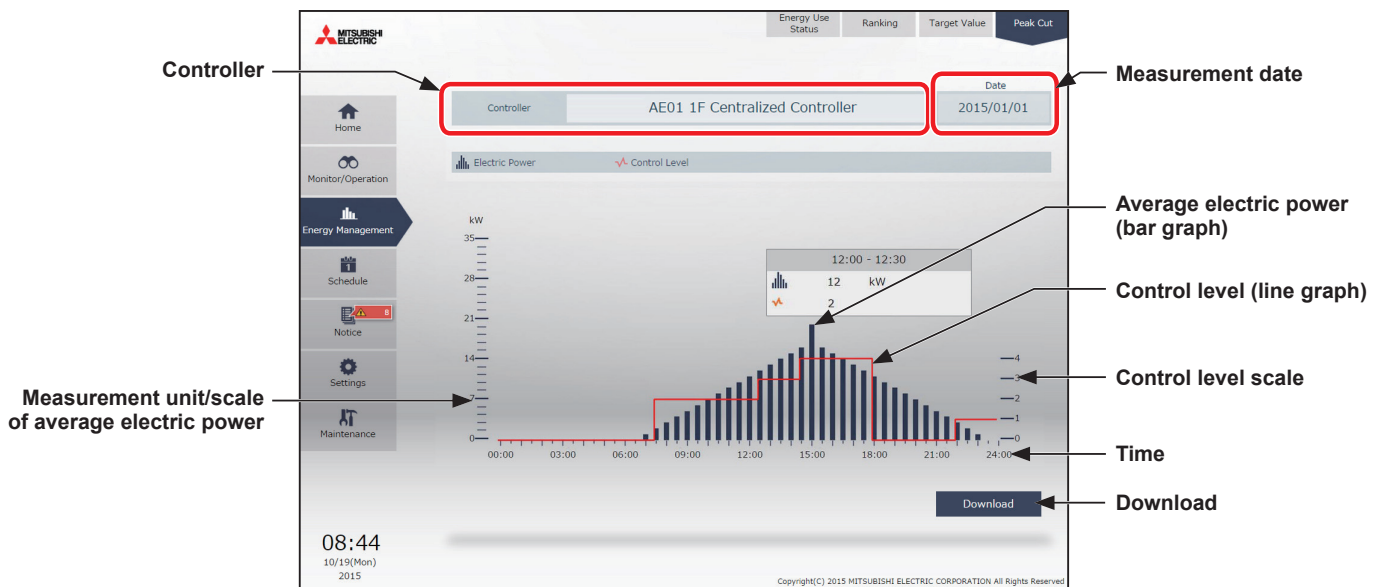 MITSUBISHI
ELECTRIC
Energy Use
Status
Ranking
Target Value
Peak Cut
Controller
Measurement date
Date
Controller
AE01 1F Centralized Controller
2015/01/01
Home
Monitor/Operation
Energy Management
1
Schedule
8
Notice
Settings
Maintenance
Electric Power
Control Level
kW
35
28
21
14
7
0
12:00 - 12:30
12 kW
2
4
3
2
1
0
00:00 03:00 06:00 09:00 12:00 15:00 18:00 21:00 24:00
Average electric power
(bar graph)
Control level (line graph)
Control level scale
Measurement unit/scale
of average electric power
Time
Download
Download
08:44
10/19(Mon)
2015
Copyright(C) 2015 MITSUBISHI ELECTRIC CORPORATION All Rights Reserved